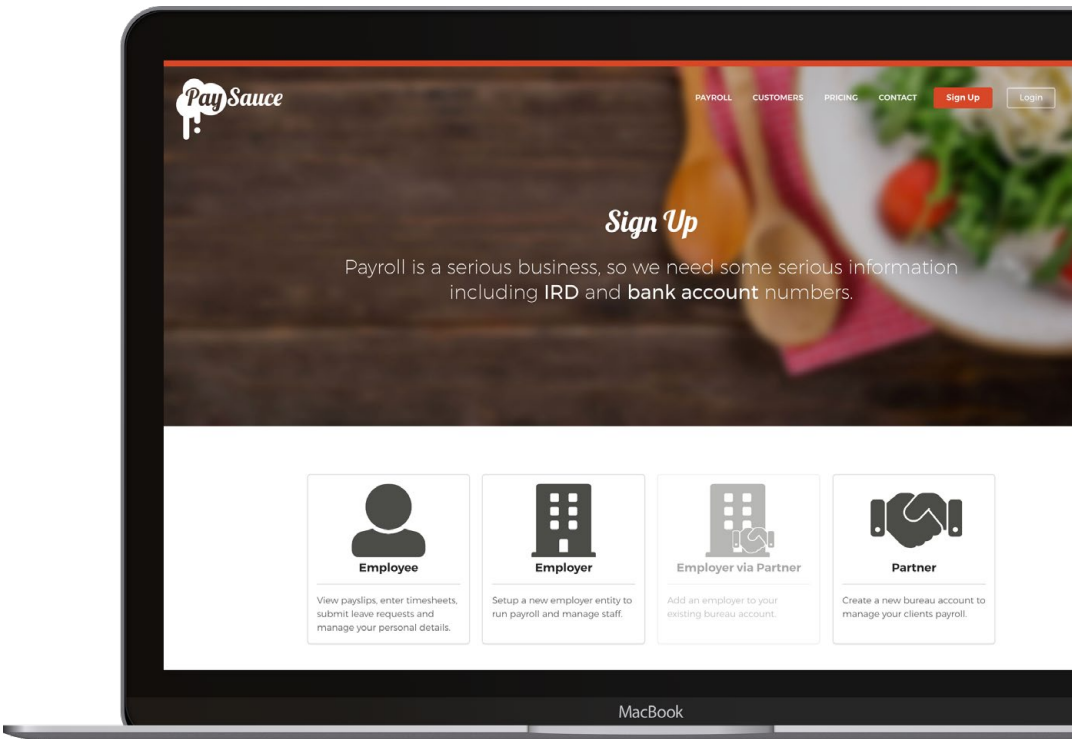 PaySauce
PAYROLL CUSTOMERS PRICING CONTACT Sign Up Login
Sign Up
Payroll is a serious business, so we need some serious information
including IRD and bank account numbers.
Employee
View payslips, enter timesheets,
submit leave requests and
manage your personal details.
Employer
Setup a new employer entity to
run payroll and manage staff.
Employer via Partner
Add an employer to your
existing bureau account.
Partner
Create a new bureau account to
manage your clients payroll.
MacBook